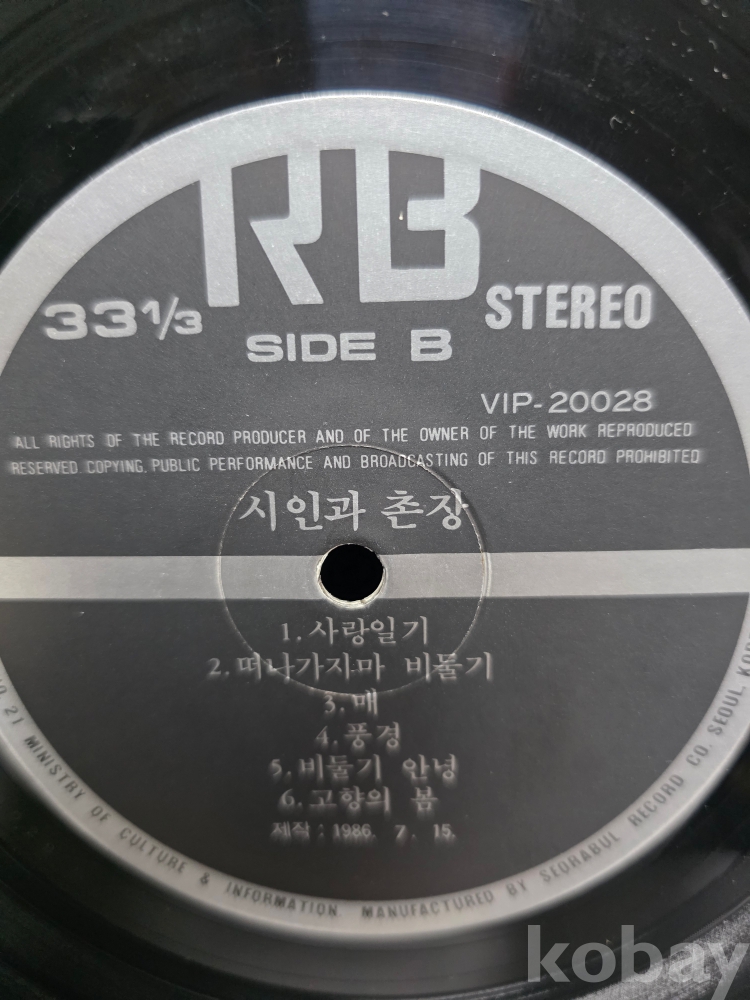 RB
33 1/3
STEREO
SIDE B
VIP-20028
ALL RIGHTS OF THE RECORD PRODUCER AND OF THE OWNER OF THE WORK REPRODUCED
RESERVED COPYING, PUBLIC PERFORMANCE AND BROADCASTING OF THIS RECORD PROHIBITED
시인과 촌장
1. 사랑일기
2. 떠나가지마 비둘기
3. 매
4. 풍경
5. 비둘기 안녕
6. 고향의 봄
제작 : 1986. 7. 15.
21 MINISTRY OF CULTURE & INFORMATION MANUFACTURED BY SEORABUL RECORD CO. SEOUL,
kobay